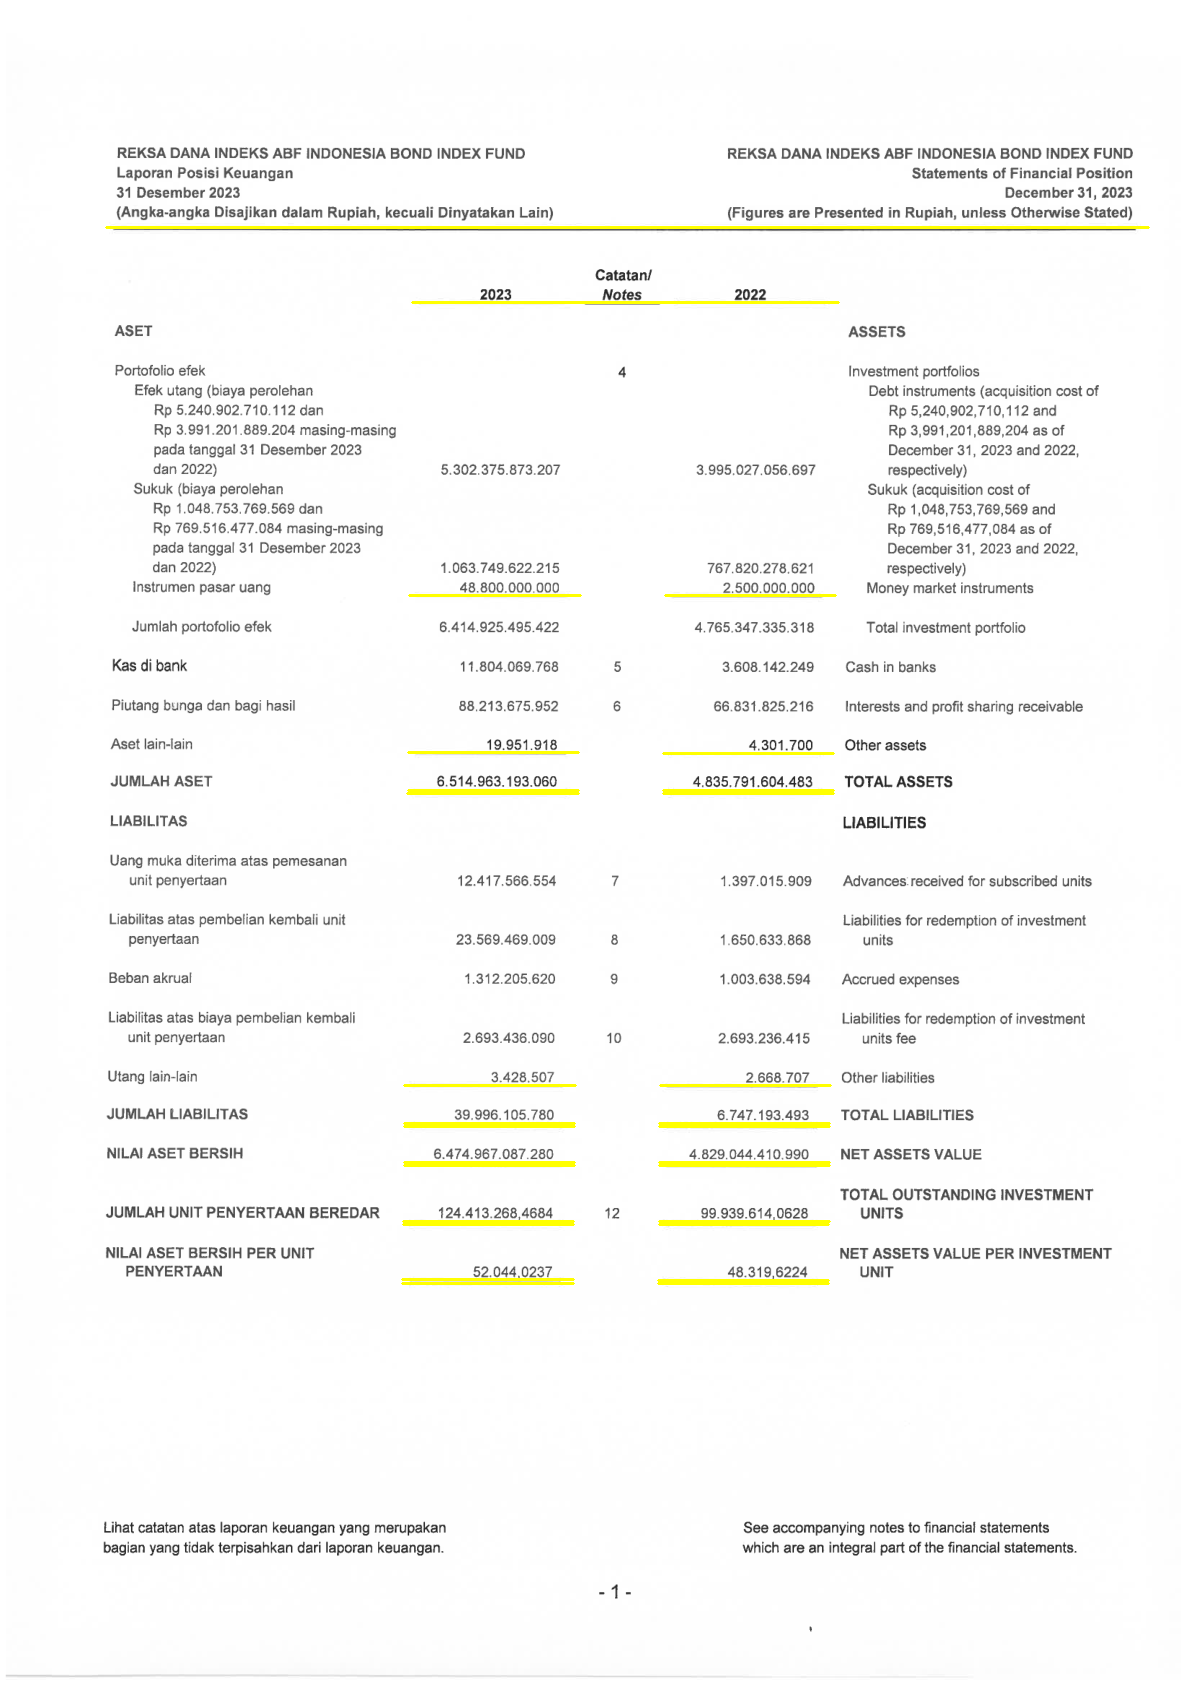 REKSA DANA INDEKS ABF INDONESIA BOND INDEX FUND
Laporan Posisi Keuangan
31 Desember 2023
(Angka-angka Disajikan dalam Rupiah, kecuali Dinyatakan Lain)
REKSA DANA INDEKS ABF INDONESIA BOND INDEX FUND
Statements of Financial Position
December 31, 2023
(Figures are Presented in Rupiah, unless Otherwise Stated)
2023 Catatan/ Notes 2022
ASET ASSETS
Portofolio efek 4 Investment portfolios
Efek utang (biaya perolehan Debt instruments (acquisition cost of
Rp 5.240.902.710.112 dan Rp 5,240,902,710,112 and
Rp 3.991.201.889.204 masing-masing Rp 3,991,201,889,204 as of
pada tanggal 31 Desember 2023 December 31, 2023 and 2022,
dan 2022) 5.302.375.873.207 3.995.027.056.697 respectively)
Sukuk (biaya perolehan Sukuk (acquisition cost of
Rp 1.048.753.769.569 dan Rp 1,048,753,769,569 and
Rp 769.516.477.084 masing-masing Rp 769,516,477,084 as of
pada tanggal 31 Desember 2023 December 31, 2023 and 2022,
dan 2022) 1.063.749.622.215 767.820.278.621 respectively)
Instrumen pasar uang 48.800.000.000 2.500.000.000 Money market instruments
Jumlah portofolio efek 6.414.925.495.422 4.765.347.335.318 Total investment portfolio
Kas di bank 11.804.069.768 5 3.608.142.249 Cash in banks
Piutang bunga dan bagi hasil 88.213.675.952 6 66.831.825.216 Interests and profit sharing receivable
Aset lain-lain 19.951.918 4.301.700 Other assets
JUMLAH ASET 6.514.963.193.060 4.835.791.604.483 TOTAL ASSETS
LIABILITAS LIABILITIES
Uang muka diterima atas pemesanan
unit penyertaan 12.417.566.554 7 1.397.015.909 Advances received for subscribed units
Liabilitas atas pembelian kembali unit Liabilities for redemption of investment
penyertaan 23.569.469.009 8 1.650.633.868 units
Beban akrual 1.312.205.620 9 1.003.638.594 Accrued expenses
Liabilitas atas biaya pembelian kembali Liabilities for redemption of investment
unit penyertaan 2.693.436.090 10 2.693.236.415 units fee
Utang lain-lain 3.428.507 2.668.707 Other liabilities
JUMLAH LIABILITAS 39.996.105.780 6.747.193.493 TOTAL LIABILITIES
NILAI ASET BERSIH 6.474.967.087.280 4.829.044.410.990 NET ASSETS VALUE
TOTAL OUTSTANDING INVESTMENT
JUMLAH UNIT PENYERTAAN BEREDAR 124.413.268,4684 12 99.939.614,0628 UNITS
NILAI ASET BERSIH PER UNIT NET ASSETS VALUE PER INVESTMENT
PENYERTAAN 52.044,0237 48.319,6224 UNIT
Lihat catatan atas laporan keuangan yang merupakan
bagian yang tidak terpisahkan dari laporan keuangan.
See accompanying notes to financial statements
which are an integral part of the financial statements.
- 1 -